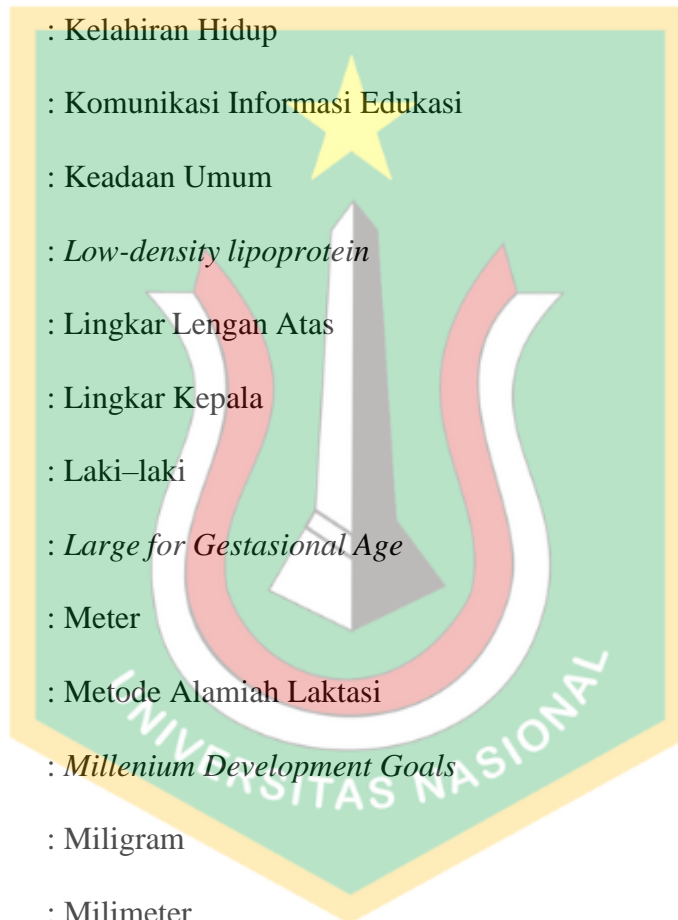 : Kelahiran Hidup
: Komunikasi Informasi Edukasi
: Keadaan Umum
: Low-density lipoprotein
: Lingkar Lengan Atas
: Lingkar Kepala
: Laki–laki
: Large for Gestasional Age
: Meter
: Metode Alamiah Laktasi
: Millenium Development Goals
: Miligram
: Milimeter
UNIVERSITAS NASIONAL